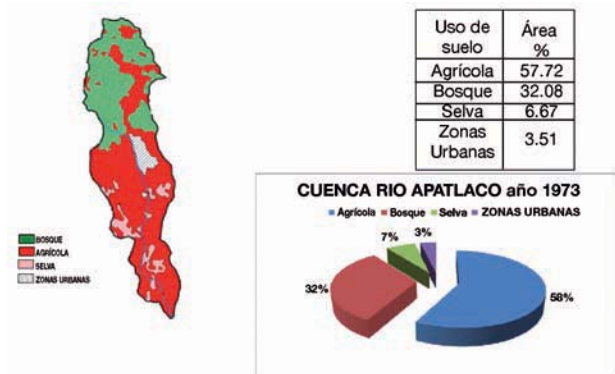 Uso de suelo Área %
Agrícola 57.72
Bosque 32.08
Selva 6.67
Zonas Urbanas 3.51
CUENCA RIO APATLACO año 1973
Agrícola Bosque Selva ZONAS URBANAS
7% 3%
32%
58%
BOSQUE
AGRÍCOLA
SELVA
ZONAS URBANAS